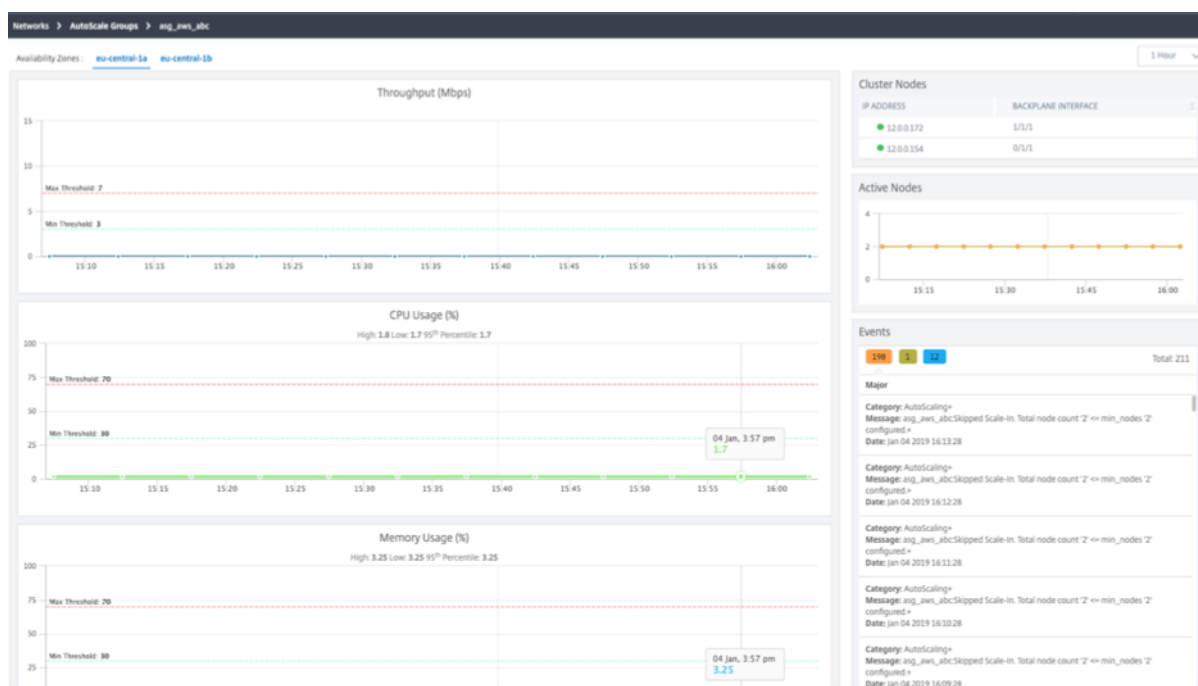 Networks > AutoScale Groups > asg_aws_abc
Availability Zones : eu-central-1a eu-central-1b
1 Hour
Throughput (Mbps)
15
10
Max Threshold: 7
5
Min Threshold: 3
0
15:10 15:15 15:20 15:25 15:30 15:35 15:40 15:45 15:50 15:55 16:00
CPU Usage (%)
High: 1.8 Low: 1.7 95th Percentile: 1.7
100
75
Max Threshold: 70
50
Min Threshold: 30
25
04 Jan, 3:57 pm
1.7
0
15:10 15:15 15:20 15:25 15:30 15:35 15:40 15:45 15:50 15:55 16:00
Memory Usage (%)
High: 3.25 Low: 3.25 95th Percentile: 3.25
100
75
Max Threshold: 70
50
Min Threshold: 30
25
04 Jan, 3:57 pm
3.25
Cluster Nodes
IP ADDRESS BACKPLANE INTERFACE
12.0.0.172 1/1/1
12.0.0.154 0/1/1
Active Nodes
4
2
0
15:15 15:30 15:45 16:00
Events
198 1 12 Total: 211
Major
Category: AutoScaling+
Message: asg_aws_abc:Skipped Scale-In. Total node count '2' <= min_nodes '2'
configured.+
Date: Jan 04 2019 16:13:28
Category: AutoScaling+
Message: asg_aws_abc:Skipped Scale-In. Total node count '2' <= min_nodes '2'
configured.+
Date: Jan 04 2019 16:12:28
Category: AutoScaling+
Message: asg_aws_abc:Skipped Scale-In. Total node count '2' <= min_nodes '2'
configured.+
Date: Jan 04 2019 16:11:28
Category: AutoScaling+
Message: asg_aws_abc:Skipped Scale-In. Total node count '2' <= min_nodes '2'
configured.+
Date: Jan 04 2019 16:10:28
Category: AutoScaling+
Message: asg_aws_abc:Skipped Scale-In. Total node count '2' <= min_nodes '2'
configured.+
Date: Jan 04 2019 16:09:28